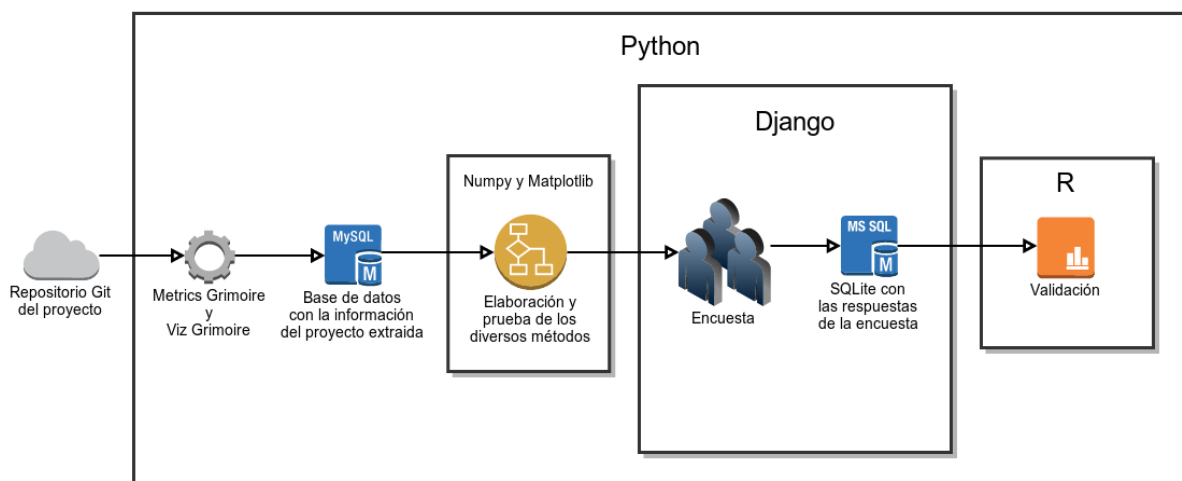 Python
Django
Numpy y Matplotlib
R
MySQL
M
MS SQL
M
Repositorio Git
del proyecto
Metrics Grimoire
y
Viz Grimoire
Base de datos
con la información
del proyecto extraida
Elaboración y
prueba de los
diversos métodos
Encuesta
SQLite con
las respuestas
de la encuesta
Validación